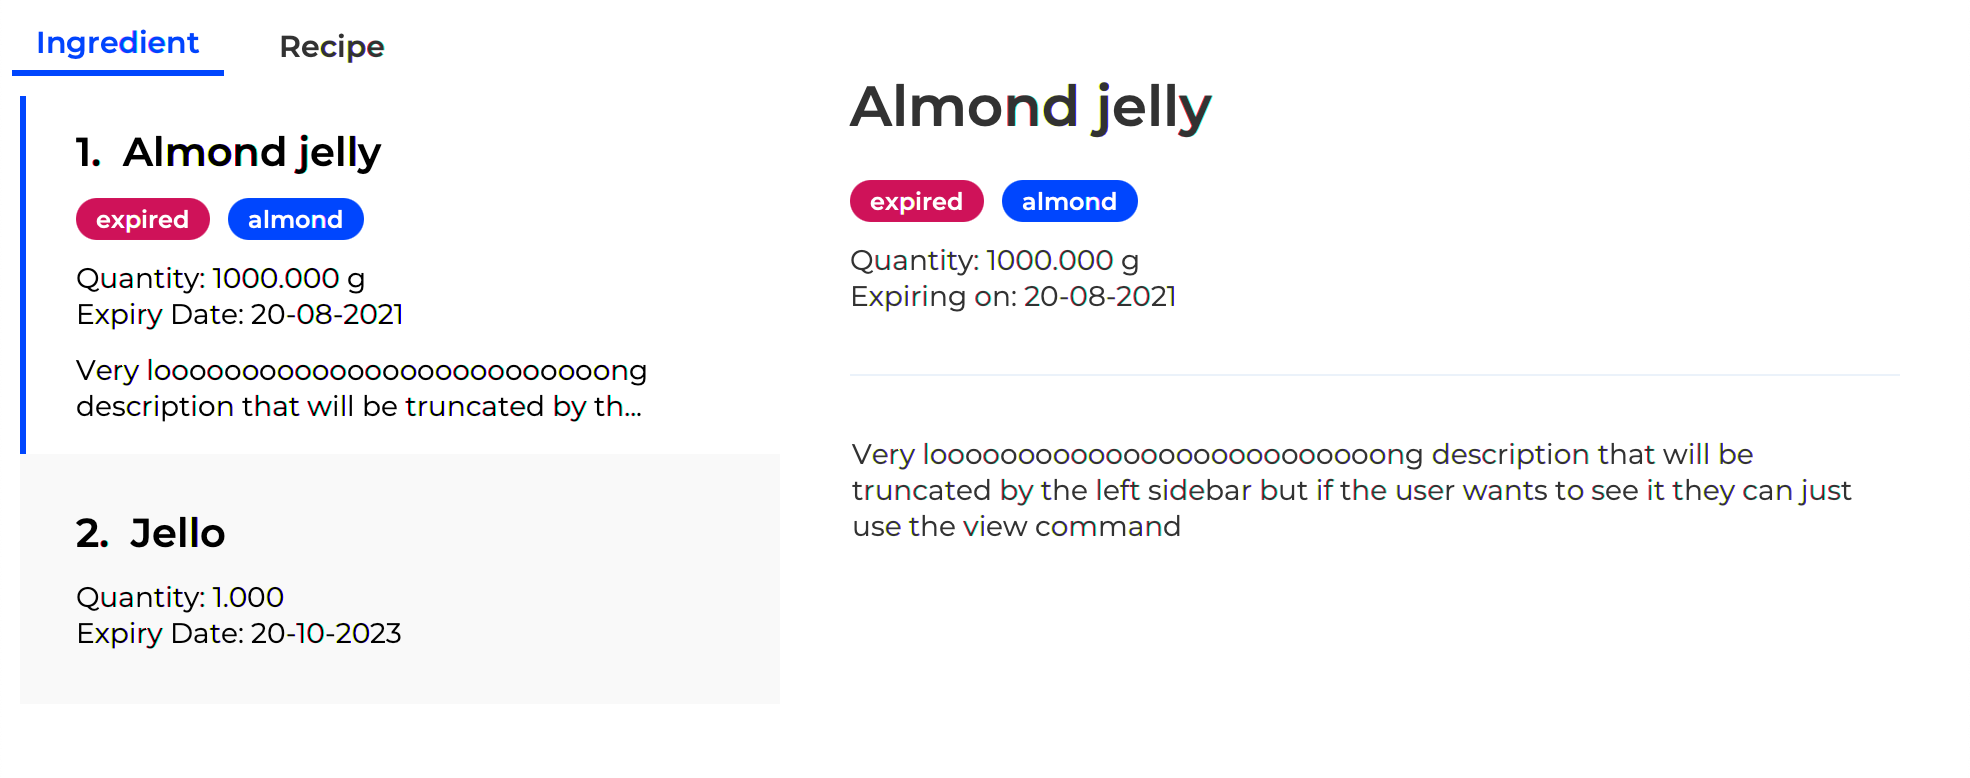 Ingredient
Recipe
1. Almond jelly
expired
almond
Quantity: 1000.000 g
Expiry Date: 20-08-2021
Very looooooooooooooooooooooooooong
description that will be truncated by th...
2. Jello
Quantity: 1.000
Expiry Date: 20-10-2023
Almond jelly
expired
almond
Quantity: 1000.000 g
Expiring on: 20-08-2021
Very looooooooooooooooooooooooooong description that will be
truncated by the left sidebar but if the user wants to see it they can just
use the view command